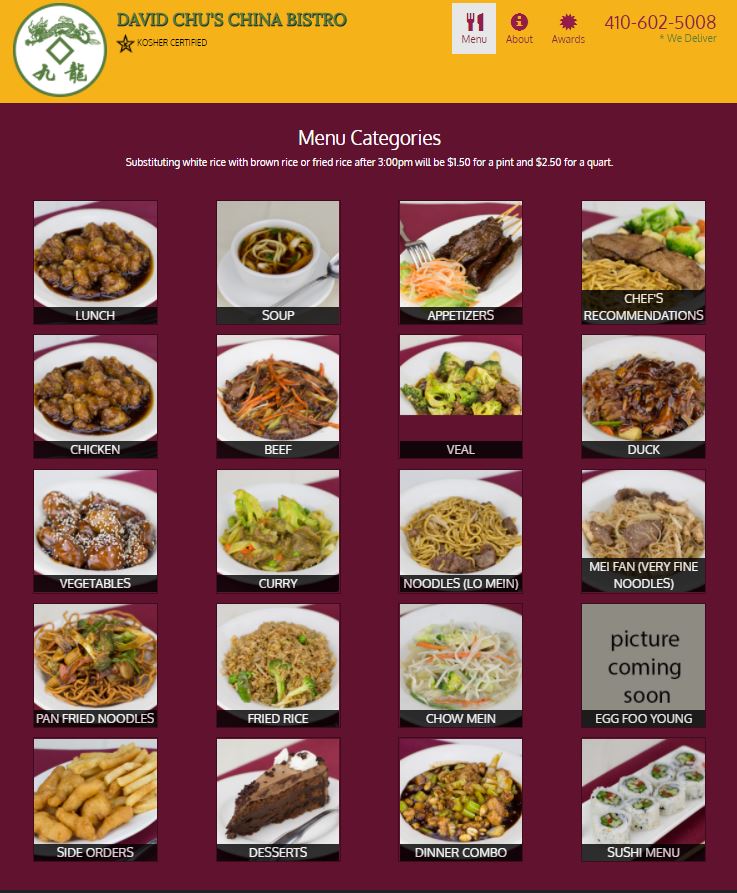 DAVID CHU'S CHINA BISTRO
KOSHER CERTIFIED
九龍
Menu
About
Awards
410-602-5008
* We Deliver
Menu Categories
Substituting white rice with brown rice or fried rice after 3:00pm will be $1.50 for a pint and $2.50 for a quart.
LUNCH
SOUP
APPETIZERS
CHEF'S
RECOMMENDATIONS
CHICKEN
BEEF
VEAL
DUCK
VEGETABLES
CURRY
NOODLES (LO MEIN)
MEI FAN (VERY FINE
NOODLES)
PAN FRIED NOODLES
FRIED RICE
CHOW MEIN
picture
coming
soon
EGG FOO YOUNG
SIDE ORDERS
DESSERTS
DINNER COMBO
SUSHI MENU